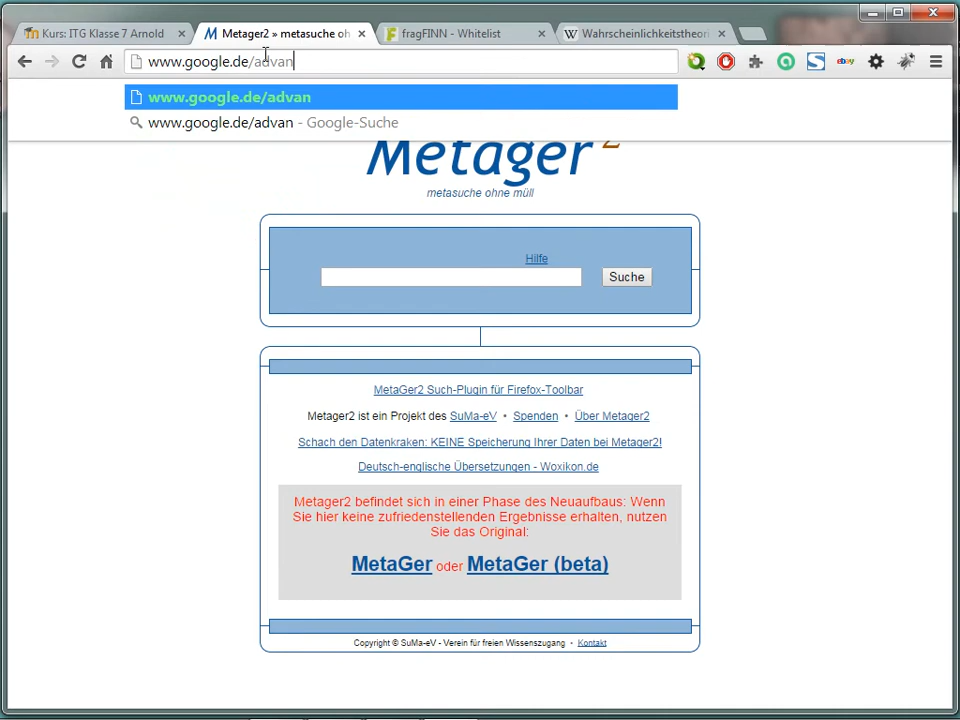 Kurs: ITG Klasse 7 Arnold
Metager2 » metasuche oh
fragFINN - Whitelist
Wahrscheinlichkeitstheori
www.google.de/advan
www.google.de/advan
www.google.de/advan - Google-Suche
Metager 2
metasuche ohne müll
Hilfe
Suche
MetaGer2 Such-Plugin für Firefox-Toolbar
Metager2 ist ein Projekt des SuMa-eV • Spenden • Über Metager2
Schach den Datenkraken: KEINE Speicherung Ihrer Daten bei Metager2!
Deutsch-englische Übersetzungen - Woxikon.de
Metager2 befindet sich in einer Phase des Neuaufbaus: Wenn
Sie hier keine zufriedenstellenden Ergebnisse erhalten, nutzen
Sie das Original:
MetaGer oder MetaGer (beta)
Copyright © SuMa-eV - Verein für freien Wissenszugang • Kontakt